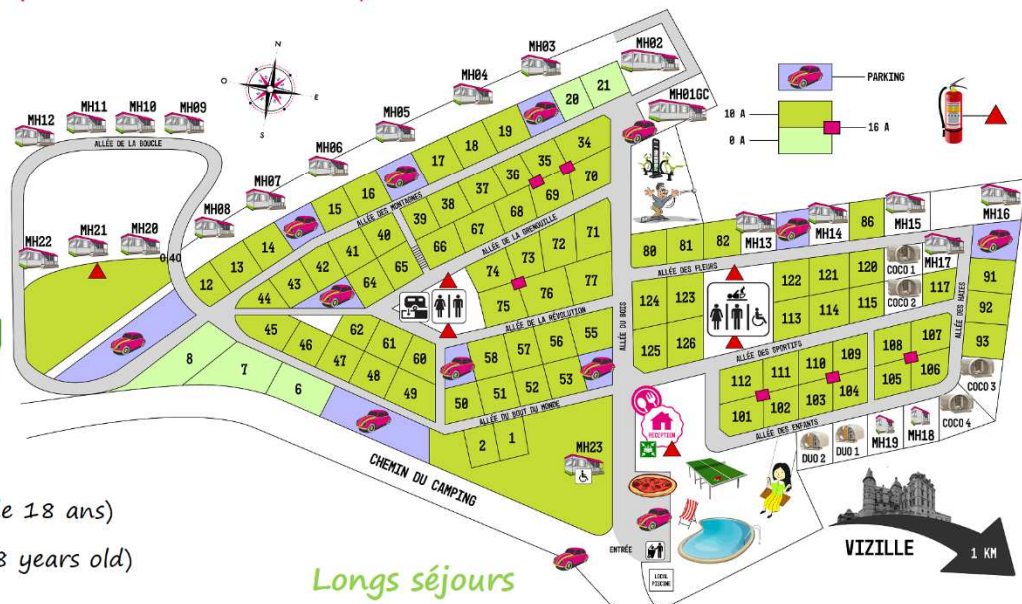 N
O
E
S
MH12
MH11
MH10
MH09
ALLÉE DE LA BOUCLE
MH22
MH21
MH20
MH08
MH07
MH06
MH05
MH04
MH03
MH02
MH01GC
PARKING
10 A
0 A
16 A
12
13
14
15
16
17
18
19
20
21
ALLÉE DES MONTAGNES
44
43
42
41
40
39
38
37
36
35
34
64
65
66
67
68
69
70
ALLÉE DE LA GRENOUILLE
74
73
72
71
75
76
77
ALLÉE DE LA RÉVOLUTION
45
46
47
48
49
62
61
60
58
57
56
55
50
51
52
53
ALLÉE DU BOUT DU MONDE
8
7
6
2
1
MH23
CHEMIN DU CAMPING
ALLÉE DU BOIS
80
81
82
MH13
MH14
86
MH15
MH16
ALLÉE DES FLEURS
124
123
125
126
122
121
120
113
114
115
COCO 1
COCO 2
MH17
117
ALLÉE DES HAIES
91
92
93
COCO 3
COCO 4
ALLÉE DES SPORTIFS
112
111
110
109
108
107
101
102
103
104
105
106
ALLÉE DES ENFANTS
DUO 2
DUO 1
MH19
MH18
RECEPTION
ENTRÉE
LOCAL
PISCINE
VIZILLE
1 KM
e 18 ans)
8 years old)
Longs séjours